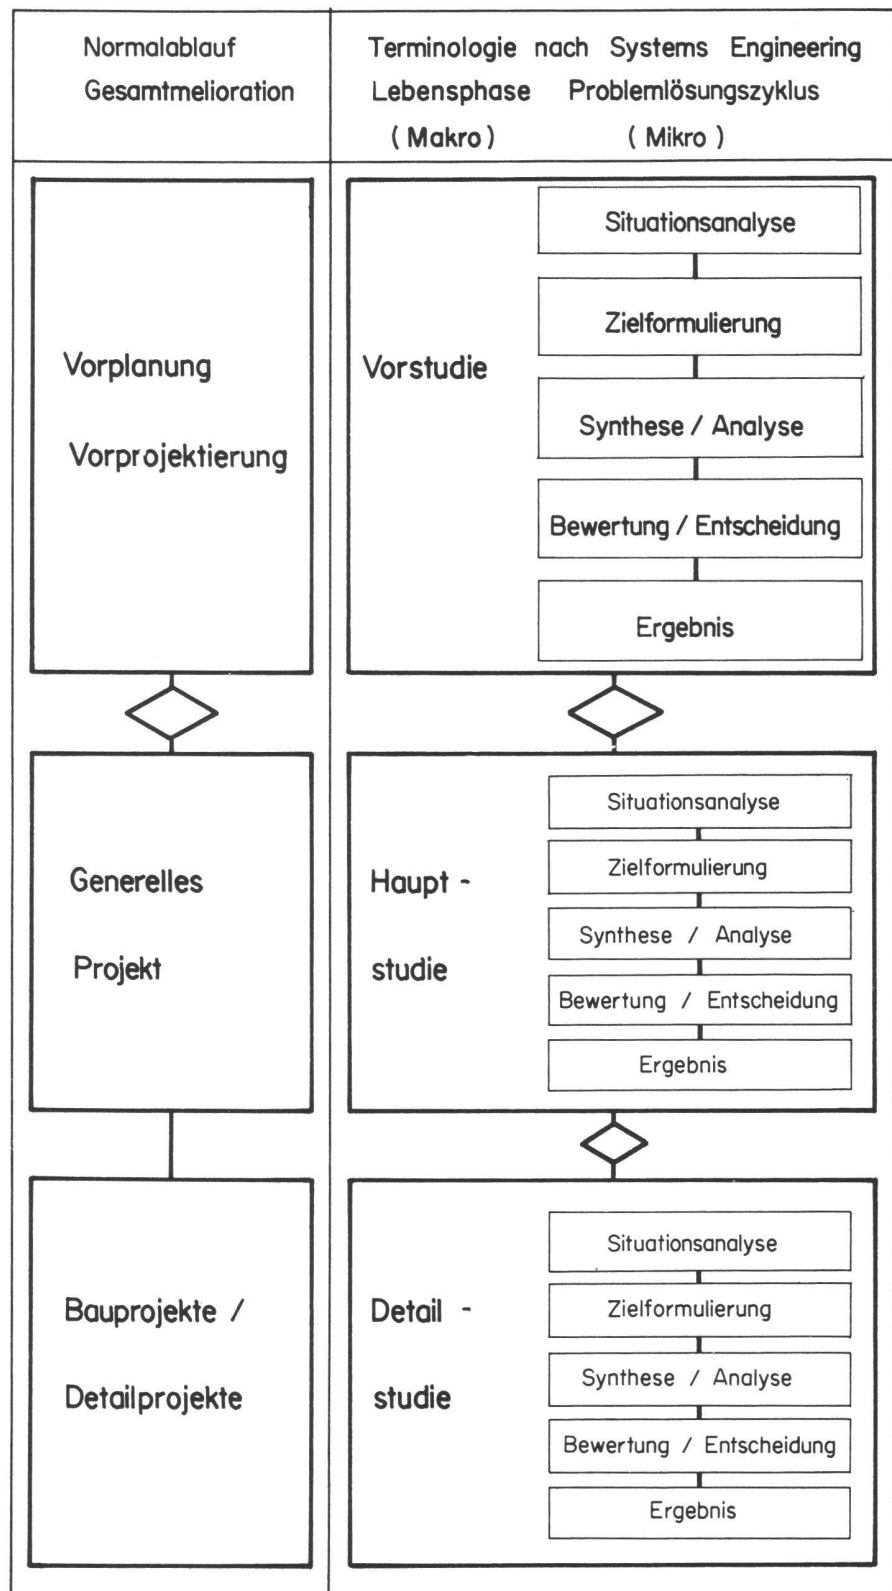 Normalablauf
Gesamtmelioration
Terminologie nach Systems Engineering
Lebensphase Problemlösungszyklus
(Makro) (Mikro)
Vorplanung
Vorprojektierung
Vorstudie
Situationsanalyse
Zielformulierung
Synthese / Analyse
Bewertung / Entscheidung
Ergebnis
Generelles
Projekt
Haupt -
studie
Situationsanalyse
Zielformulierung
Synthese / Analyse
Bewertung / Entscheidung
Ergebnis
Bauprojekte /
Detailprojekte
Detail -
studie
Situationsanalyse
Zielformulierung
Synthese / Analyse
Bewertung / Entscheidung
Ergebnis